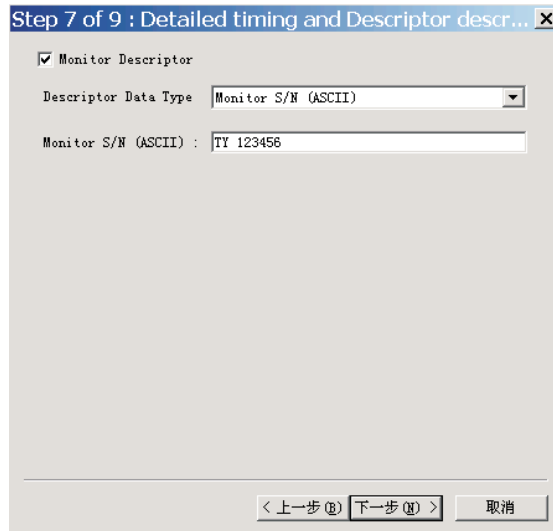 Step 7 of 9 : Detailed timing and Descriptor descr...
Monitor Descriptor
Descriptor Data Type Monitor S/N (ASCII)
Monitor S/N (ASCII) : TY 123456
< 上一步(B) 下一步(N) > 取消